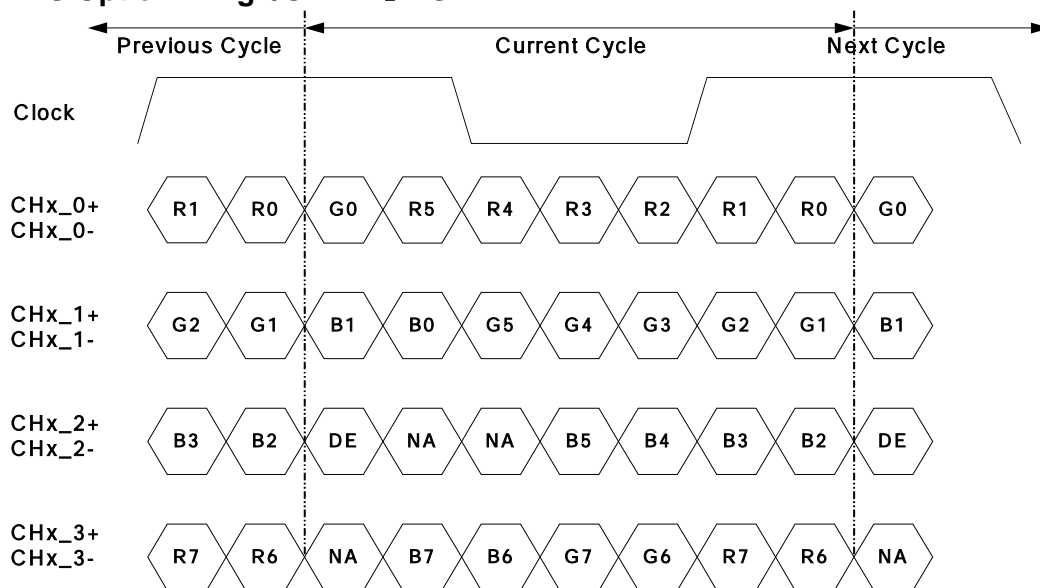 Previous Cycle Current Cycle Next Cycle
Clock
CHx_0+
CHx_0-
R1 R0 G0 R5 R4 R3 R2 R1 R0 G0
CHx_1+
CHx_1-
G2 G1 B1 B0 G5 G4 G3 G2 G1 B1
CHx_2+
CHx_2-
B3 B2 DE NA NA B5 B4 B3 B2 DE
CHx_3+
CHx_3-
R7 R6 NA B7 B6 G7 G6 R7 R6 NA